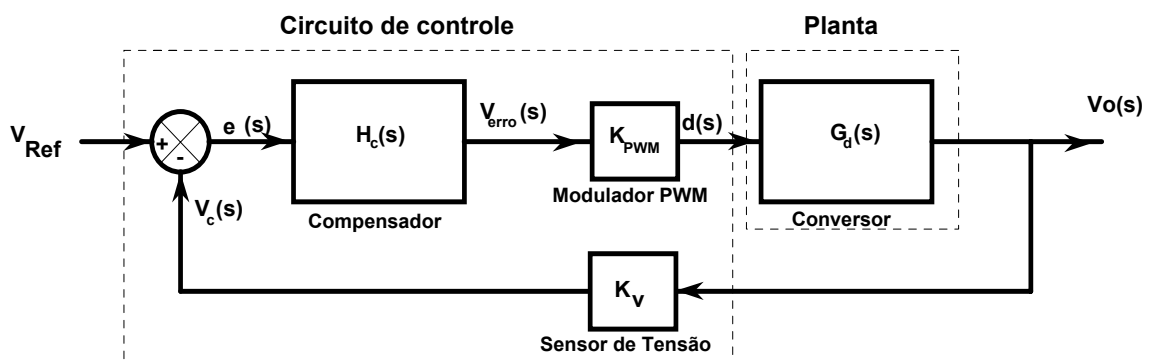 Circuito de controle
Planta
V_Ref
+
-
e (s)
H_c(s)
Compensador
V_erro(s)
K_PWM
Modulador PWM
d(s)
G_d(s)
Conversor
Vo(s)
V_c(s)
K_v
Sensor de Tensão